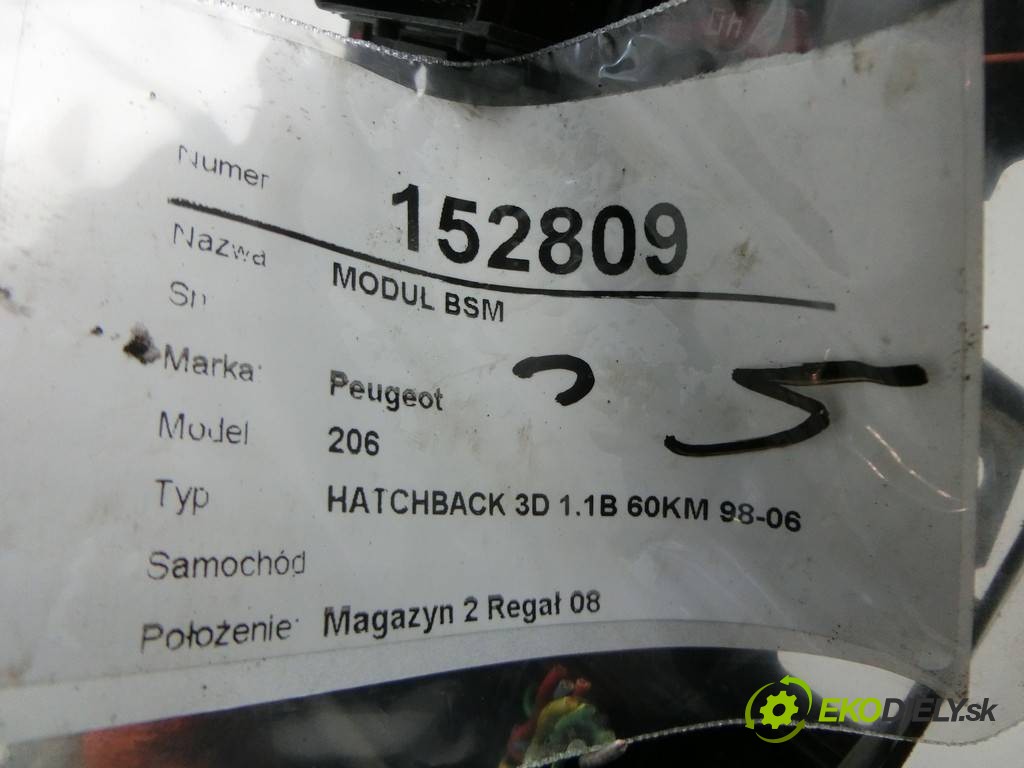 Numer 152809
Nazwa MODUL BSM
Sn
Marka: Peugeot
Model 206
Typ HATCHBACK 3D 1.1B 60KM 98-06
Samochód
Położenie: Magazyn 2 Regał 08
EKODIELY.sk